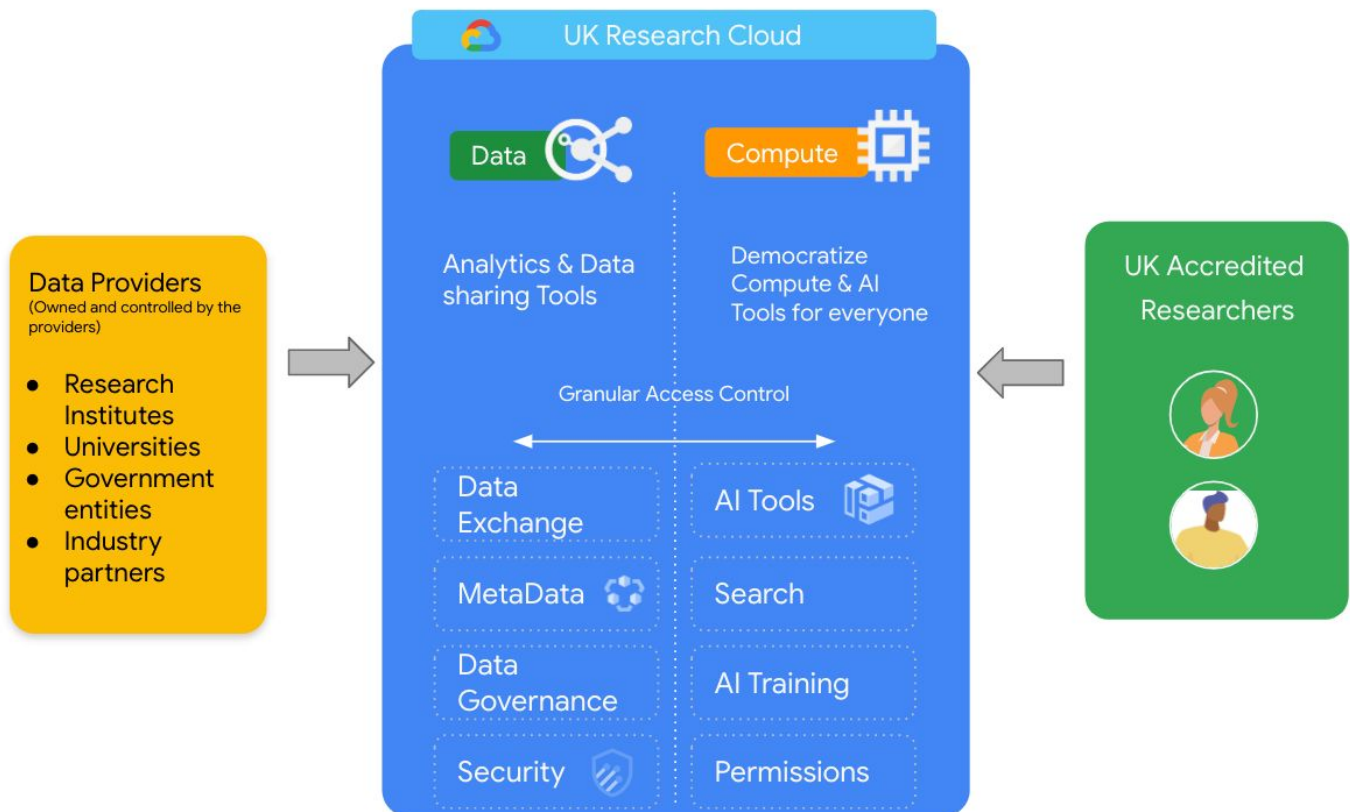 UK Research Cloud
Data
Compute
Analytics & Data
sharing Tools
Democratize
Compute & AI
Tools for everyone
Data Providers
(Owned and controlled by the
providers)
● Research
Institutes
● Universities
● Government
entities
● Industry
partners
UK Accredited
Researchers
Granular Access Control
Data
Exchange
AI Tools
MetaData
Search
Data
Governance
AI Training
Security
Permissions